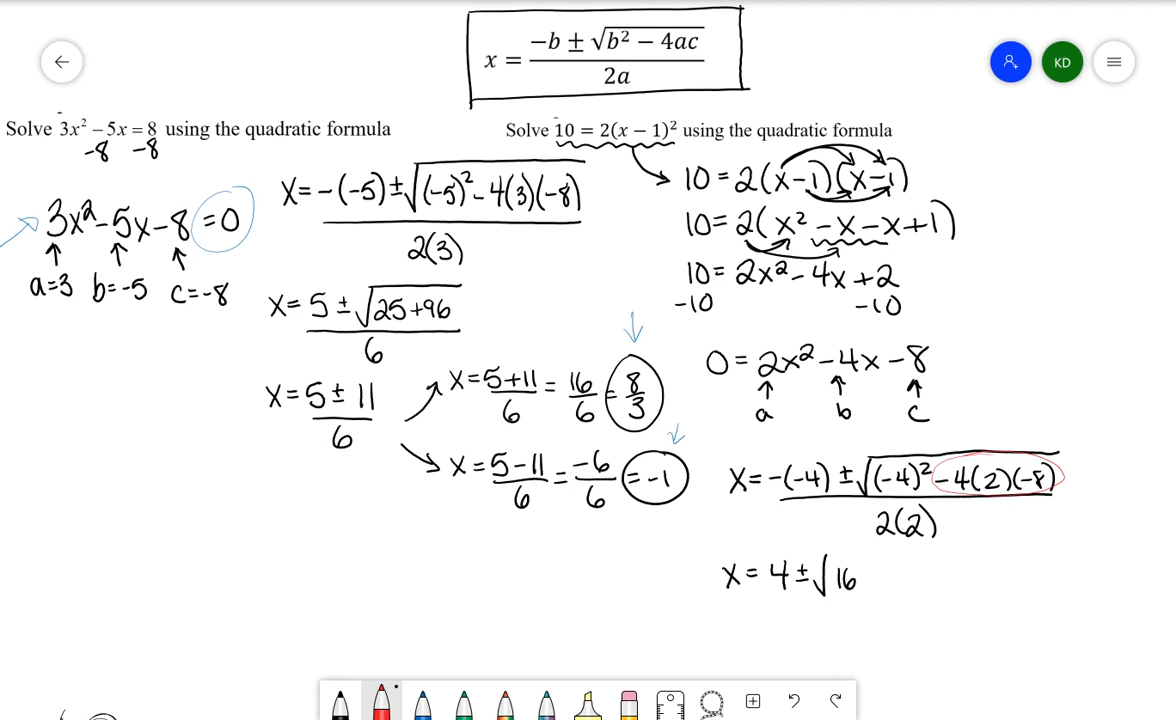 x = −b ± √b² − 4ac / 2a
KD
Solve 3x² − 5x = 8 using the quadratic formula
-8 -8
3x² - 5x - 8 = 0
a=3 b=-5 c=-8
x = -(-5) ± √(-5)² - 4(3)(-8) / 2(3)
x = 5 ± √25+96 / 6
x = 5 ± 11 / 6
x = 5+11 / 6 = 16 / 6 = 8 / 3
x = 5-11 / 6 = -6 / 6 = -1
Solve 10 = 2(x − 1)² using the quadratic formula
10 = 2(x-1)(x-1)
10 = 2(x² - x - x + 1)
10 = 2x² - 4x + 2
-10 -10
0 = 2x² - 4x - 8
a b c
x = -(-4) ± √(-4)² - 4(2)(-8) / 2(2)
x = 4 ± √16